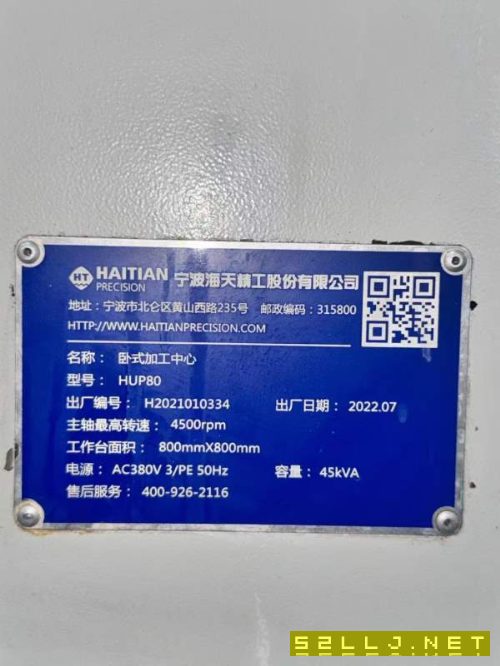 HT HAITIAN PRECISION 宁波海天精工股份有限公司
地址：宁波市北仑区黄山西路235号 邮政编码：315800
HTTP://WWW.HAITIANPRECISION.COM
名称： 卧式加工中心
型号： HUP80
出厂编号： H2021010334 出厂日期： 2022.07
主轴最高转速： 4500rpm
工作台面积： 800mmX800mm
电源： AC380V 3/PE 50Hz 容量： 45kVA
售后服务： 400-926-2116
52LLJ.NET